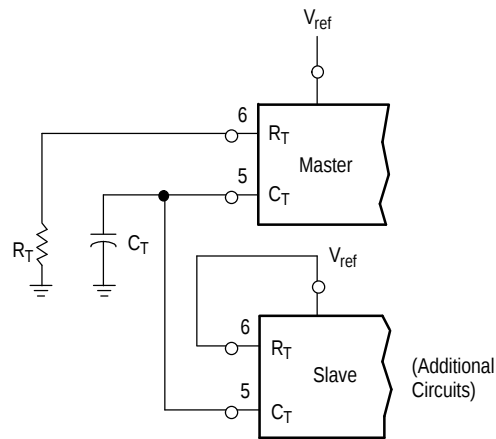 Vref
6
RT
Master
5
CT
RT
CT
Vref
6
RT
Slave
(Additional
Circuits)
5
CT